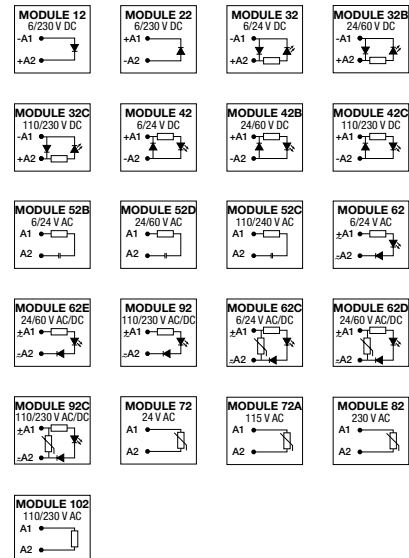 MODULE 12
6/230 V DC
-A1
+A2
MODULE 22
6/230 V DC
+A1
-A2
MODULE 32
6/24 V DC
-A1
+A2
MODULE 32B
24/60 V DC
-A1
+A2
MODULE 32C
110/230 V DC
-A1
+A2
MODULE 42
6/24 V DC
+A1
-A2
MODULE 42B
24/60 V DC
+A1
-A2
MODULE 42C
110/230 V DC
+A1
-A2
MODULE 52B
6/24 V AC
A1
A2
MODULE 52D
24/60 V AC
A1
A2
MODULE 52C
110/240 V AC
A1
A2
MODULE 62
6/24 V AC
±A1
≂A2
MODULE 62E
24/60 V AC/DC
±A1
≂A2
MODULE 92
110/230 V AC/DC
±A1
≂A2
MODULE 62C
6/24 V AC/DC
±A1
≂A2
MODULE 62D
24/60 V AC/DC
±A1
≂A2
MODULE 92C
110/230 V AC/DC
±A1
≂A2
MODULE 72
24 V AC
A1
A2
MODULE 72A
115 V AC
A1
A2
MODULE 82
230 V AC
A1
A2
MODULE 102
110/230 V AC
A1
A2